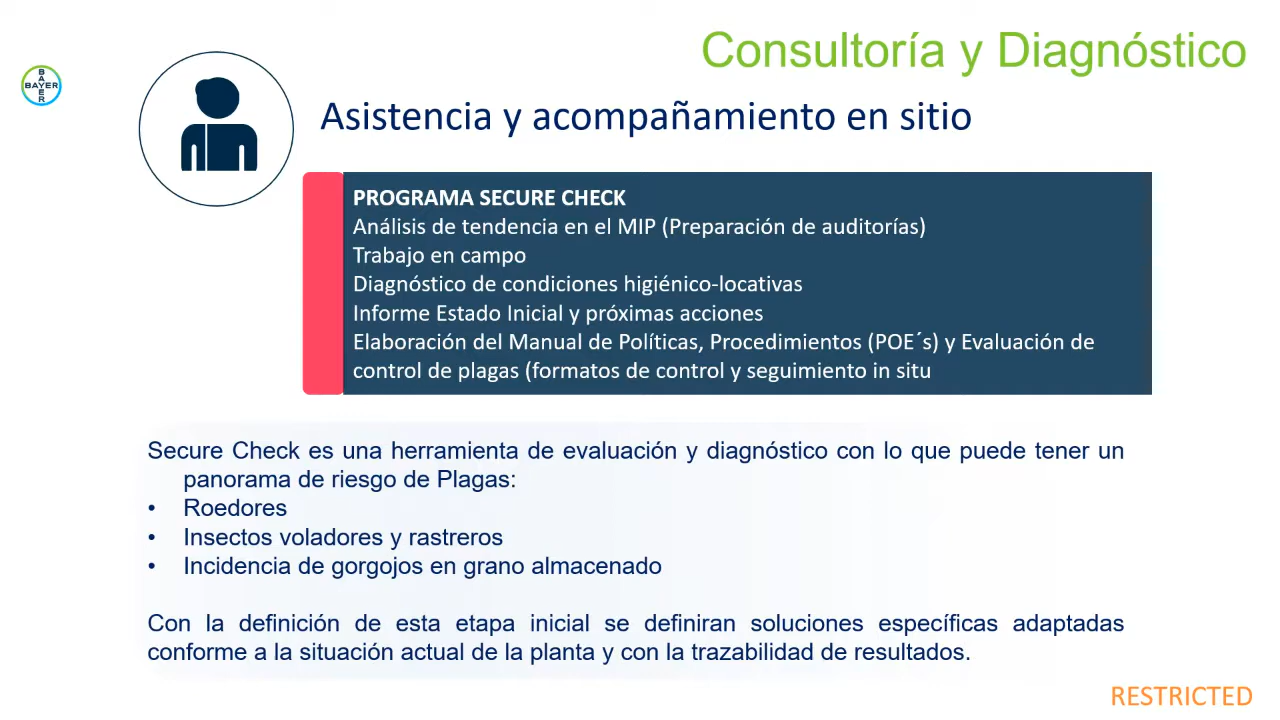 Consultoría y Diagnóstico
BAYER
BAYER
Asistencia y acompañamiento en sitio
PROGRAMA SECURE CHECK
Análisis de tendencia en el MIP (Preparación de auditorías)
Trabajo en campo
Diagnóstico de condiciones higiénico-locativas
Informe Estado Inicial y próximas acciones
Elaboración del Manual de Políticas, Procedimientos (POE´s) y Evaluación de
control de plagas (formatos de control y seguimiento in situ
Secure Check es una herramienta de evaluación y diagnóstico con lo que puede tener un
panorama de riesgo de Plagas:
• Roedores
• Insectos voladores y rastreros
• Incidencia de gorgojos en grano almacenado
Con la definición de esta etapa inicial se definiran soluciones específicas adaptadas
conforme a la situación actual de la planta y con la trazabilidad de resultados.
RESTRICTED